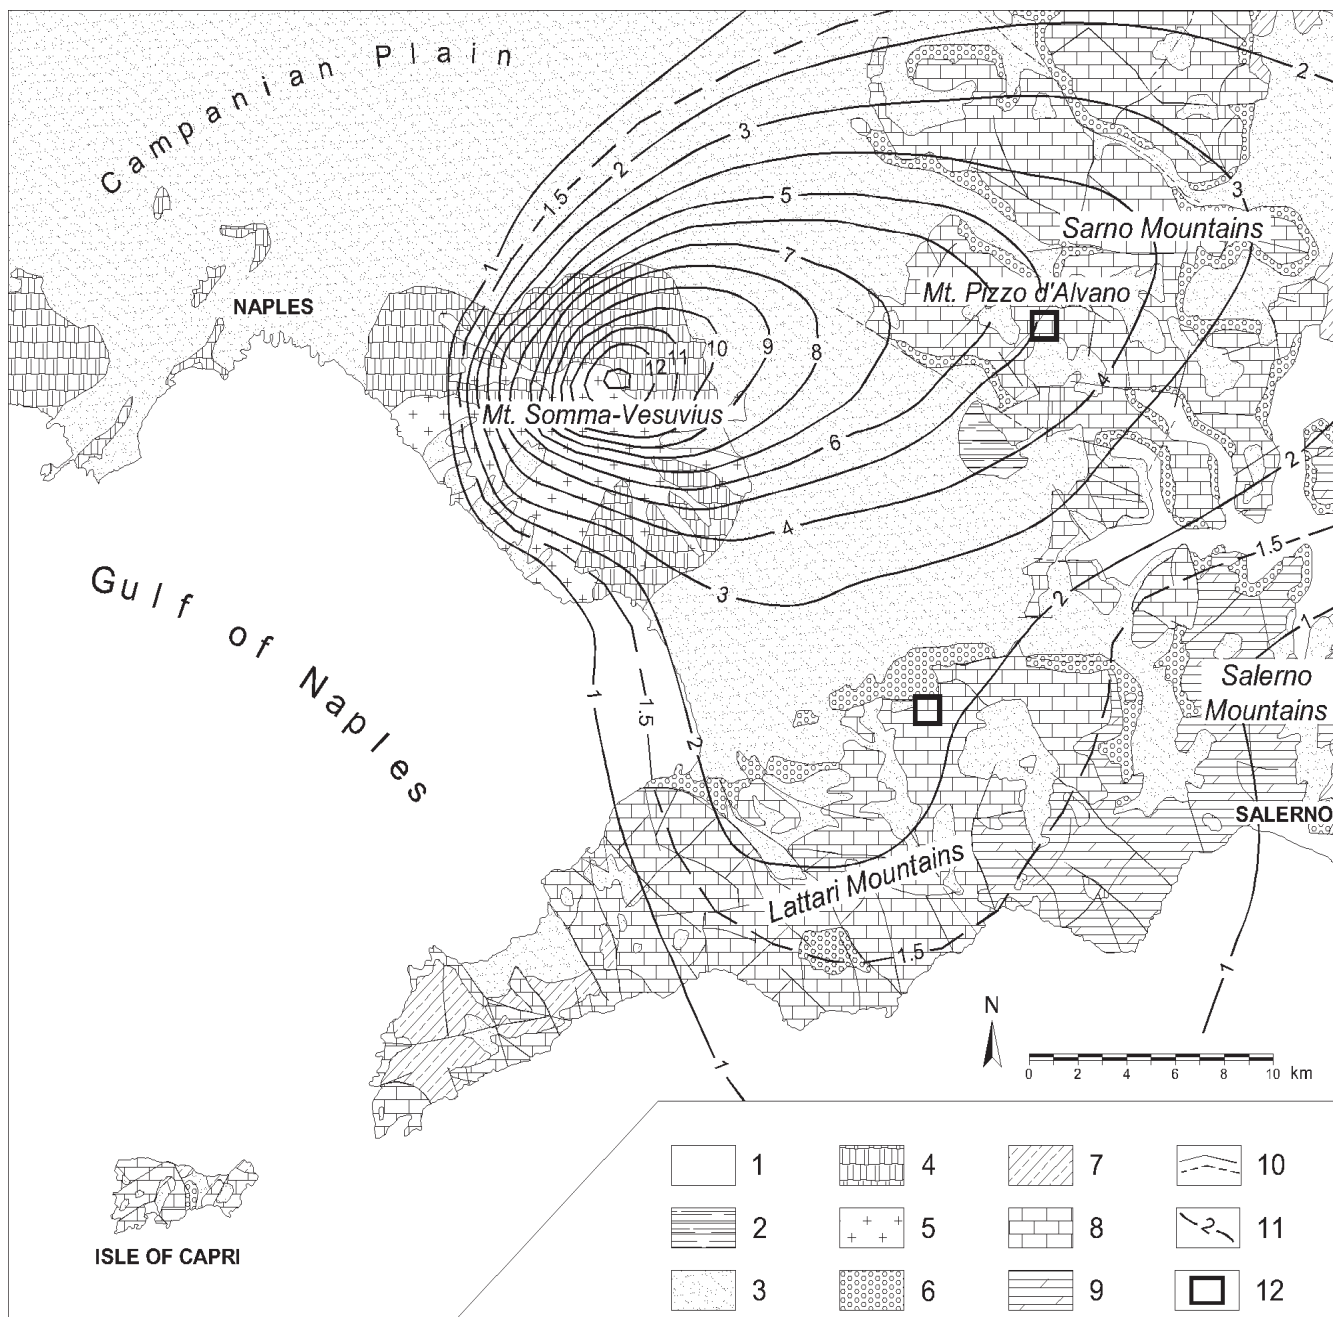 Campanian Plain
NAPLES
Gulf of Naples
Mt. Somma-Vesuvius
Sarno Mountains
Mt. Pizzo d'Alvano
Salerno
Mountains
SALERNO
Lattari Mountains
ISLE OF CAPRI
1
1.5
2
3
5
7
2
3
4
12
11
10
9
8
6
4
3
2
2
1.5
1
1
1.5
2
1.5
1
1
N
0 2 4 6 8 10 km
1 4 7 10
2 5 8 2 11
3 6 9 12